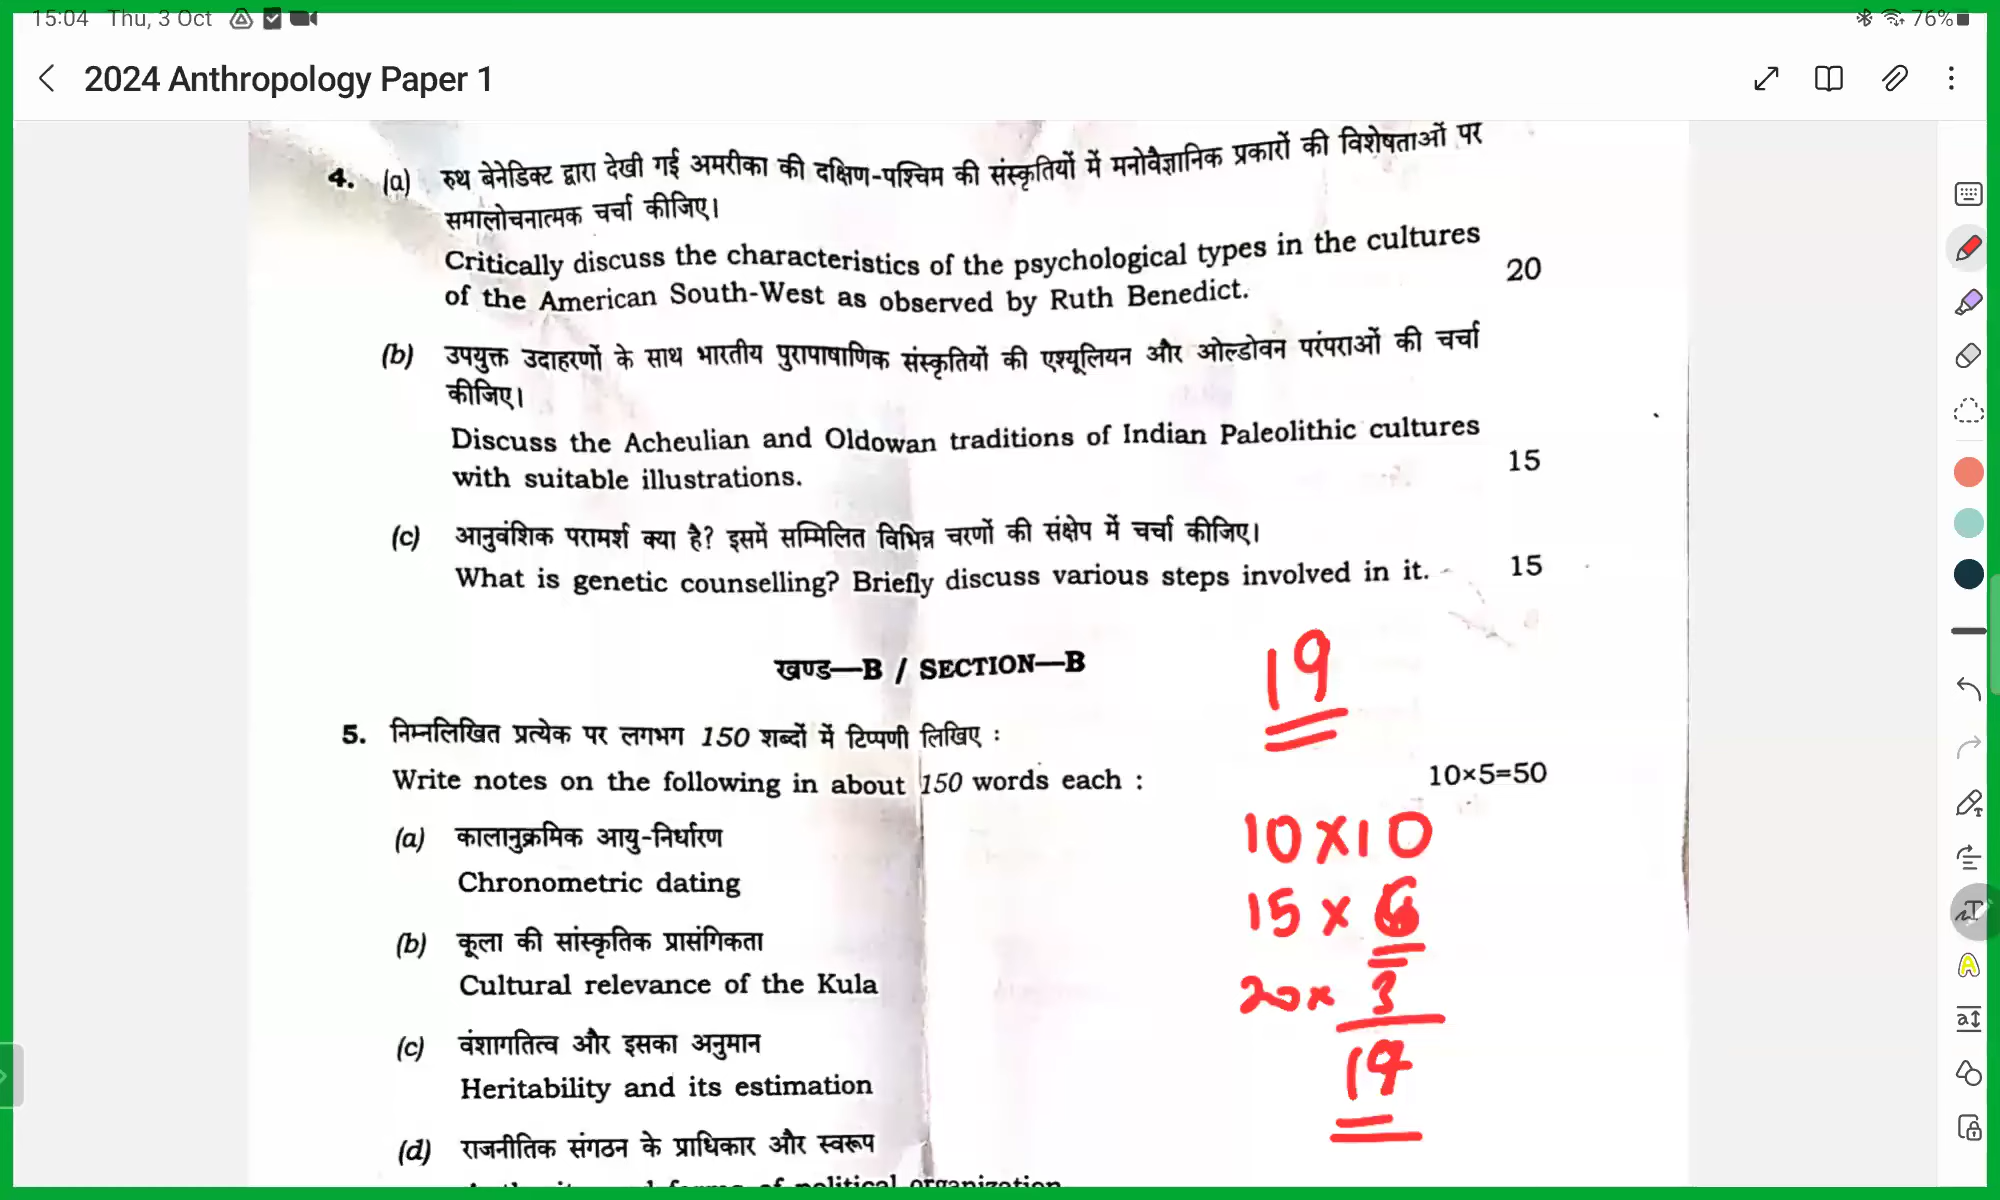 15:04 Thu, 3 Oct
76%
2024 Anthropology Paper 1
4. (a) रुथ बेनेडिक्ट द्वारा देखी गई अमरीका की दक्षिण-पश्चिम की संस्कृतियों में मनोवैज्ञानिक प्रकारों की विशेषताओं पर
समालोचनात्मक चर्चा कीजिए।
Critically discuss the characteristics of the psychological types in the cultures
of the American South-West as observed by Ruth Benedict. 20
(b) उपयुक्त उदाहरणों के साथ भारतीय पुरापाषाणिक संस्कृतियों की एश्यूलियन और ओल्डोवन परंपराओं की चर्चा
कीजिए।
Discuss the Acheulian and Oldowan traditions of Indian Paleolithic cultures
with suitable illustrations. 15
(c) आनुवंशिक परामर्श क्या है? इसमें सम्मिलित विभिन्न चरणों की संक्षेप में चर्चा कीजिए।
What is genetic counselling? Briefly discuss various steps involved in it. 15
19
खण्ड—B / SECTION—B
5. निम्नलिखित प्रत्येक पर लगभग 150 शब्दों में टिप्पणी लिखिए :
Write notes on the following in about 150 words each : 10×5=50
(a) कालानुक्रमिक आयु-निर्धारण
Chronometric dating
(b) कूला की सांस्कृतिक प्रासंगिकता
Cultural relevance of the Kula
(c) वंशागतित्व और इसका अनुमान
Heritability and its estimation
(d) राजनीतिक संगठन के प्राधिकार और स्वरूप
forms of political organization
10×10
15 × 6
20 × 3